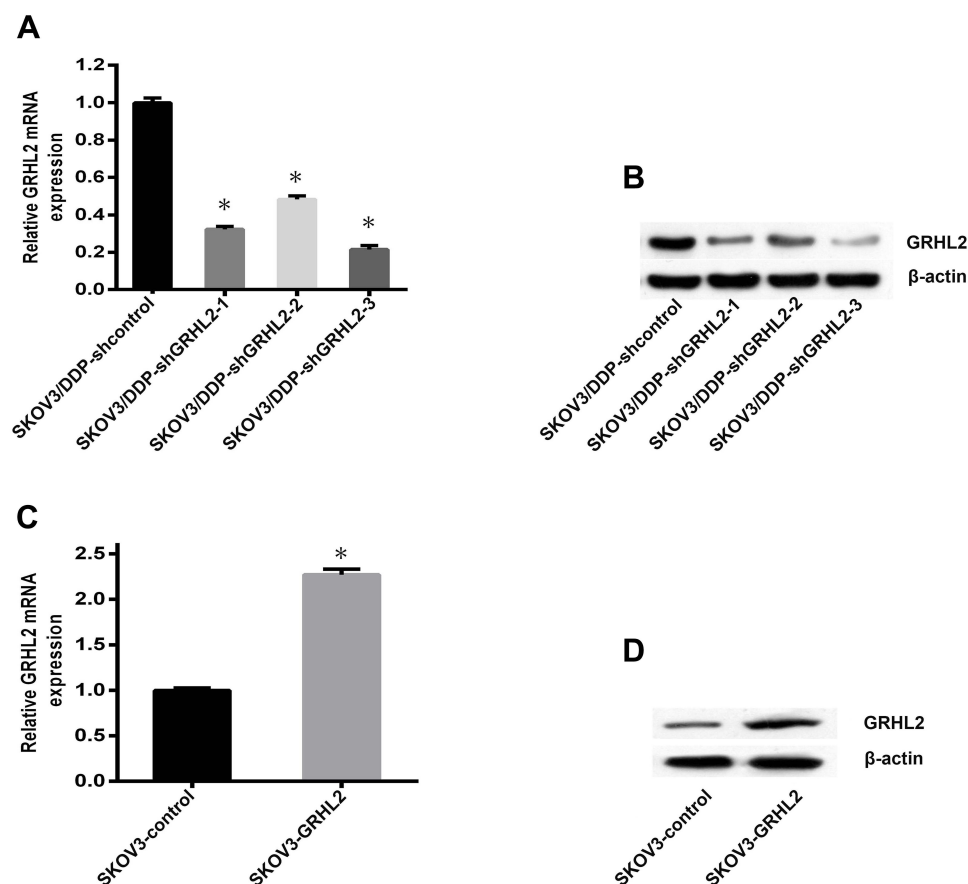 A
Relative GRHL2 mRNA
expression
1.2
1.0
0.8
0.6
0.4
0.2
0.0
*
*
*
SKOV3/DDP-shcontrol
SKOV3/DDP-shGRHL2-1
SKOV3/DDP-shGRHL2-2
SKOV3/DDP-shGRHL2-3
B
GRHL2
β-actin
SKOV3/DDP-shcontrol
SKOV3/DDP-shGRHL2-1
SKOV3/DDP-shGRHL2-2
SKOV3/DDP-shGRHL2-3
C
Relative GRHL2 mRNA
expression
2.5
2.0
1.5
1.0
0.5
0.0
*
SKOV3-control
SKOV3-GRHL2
D
GRHL2
β-actin
SKOV3-control
SKOV3-GRHL2